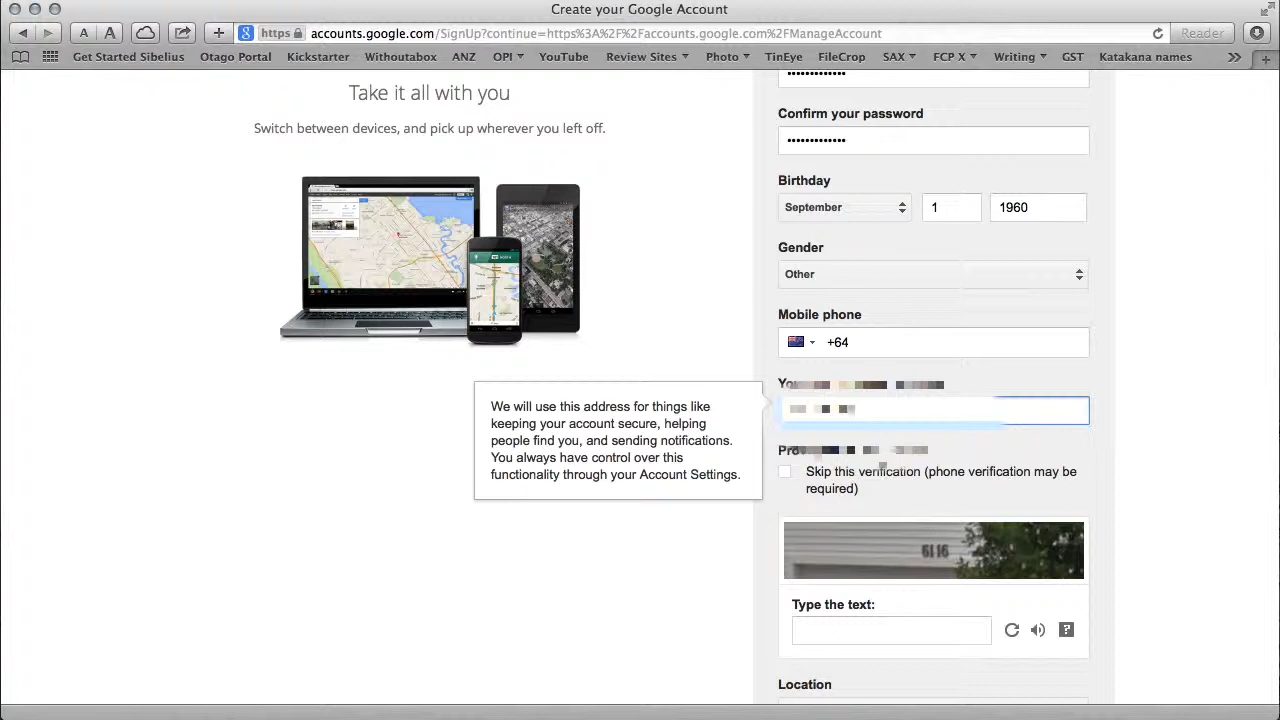 Create your Google Account
A A + https accounts.google.com/SignUp?continue=https%3A%2F%2Faccounts.google.com%2FManageAccount Reader
Get Started Sibelius Otago Portal Kickstarter Withoutabox ANZ OPI YouTube Review Sites Photo TinEye FileCrop SAX FCP X Writing GST Katakana names
Take it all with you
Switch between devices, and pick up wherever you left off.
Confirm your password
•••••••••••••
Birthday
September 1 1960
Gender
Other
Mobile phone
+64
We will use this address for things like
keeping your account secure, helping
people find you, and sending notifications.
You always have control over this
functionality through your Account Settings.
Skip this verification (phone verification may be
required)
6116
Type the text:
Location